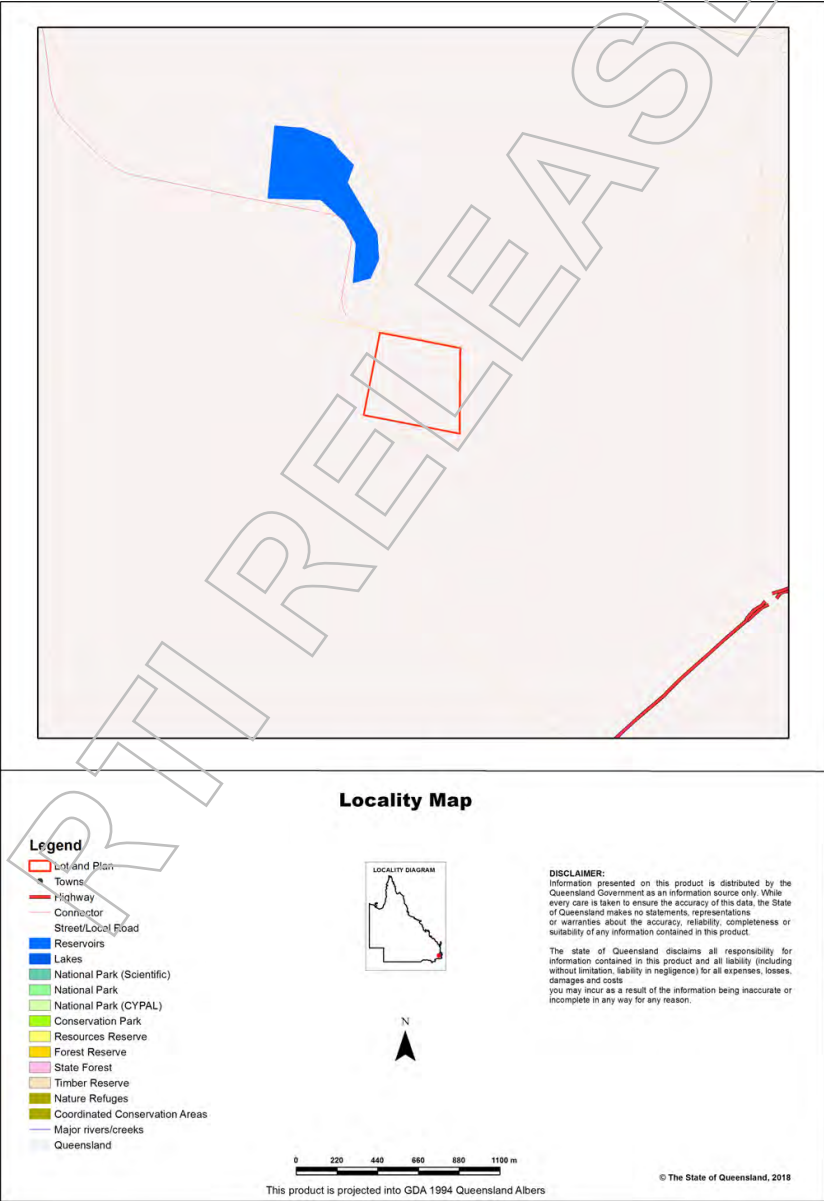 RTI RELEASE
Locality Map
Legend
Lot and Plan
Towns
Highway
Connector
Street/Local Road
Reservoirs
Lakes
National Park (Scientific)
National Park
National Park (CYPAL)
Conservation Park
Resources Reserve
Forest Reserve
State Forest
Timber Reserve
Nature Refuges
Coordinated Conservation Areas
Major rivers/creeks
Queensland
LOCALITY DIAGRAM
N
0 220 440 660 880 1100 m
This product is projected into GDA 1994 Queensland Albers
DISCLAIMER:
Information presented on this product is distributed by the
Queensland Government as an information source only. While
every care is taken to ensure the accuracy of this data, the State
of Queensland makes no statements, representations
or warranties about the accuracy, reliability, completeness or
suitability of any information contained in this product.
The state of Queensland disclaims all responsibility for
information contained in this product and all liability (including
without limitation, liability in negligence) for all expenses, losses,
damages and costs
you may incur as a result of the information being inaccurate or
incomplete in any way for any reason.
© The State of Queensland, 2018